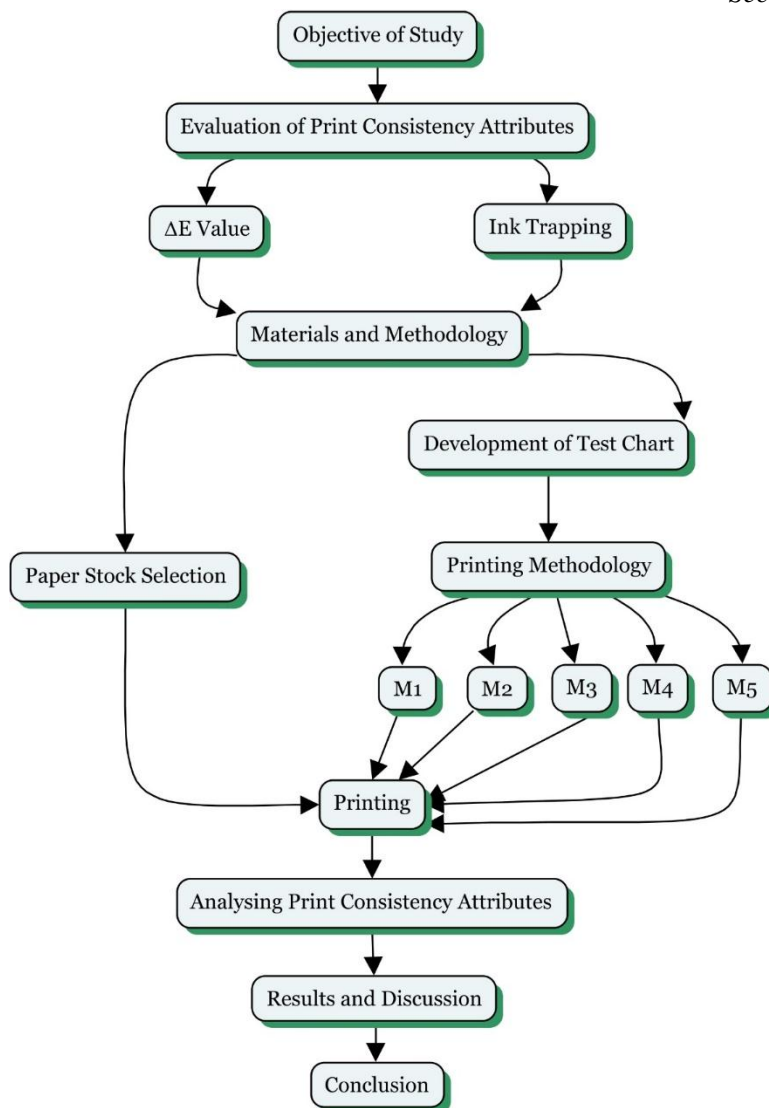 Objective of Study
Evaluation of Print Consistency Attributes
ΔE Value
Ink Trapping
Materials and Methodology
Development of Test Chart
Paper Stock Selection
Printing Methodology
M1
M2
M3
M4
M5
Printing
Analysing Print Consistency Attributes
Results and Discussion
Conclusion